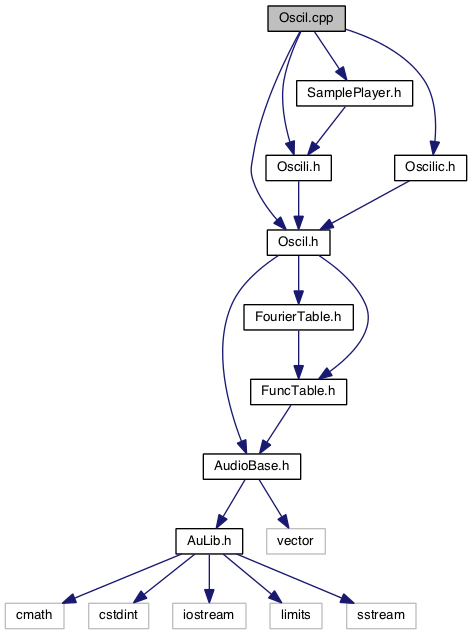 Oscil.cpp
SamplePlayer.h
Oscili.h
Oscilic.h
Oscil.h
FourierTable.h
FuncTable.h
AudioBase.h
AuLib.h
vector
cmath
cstdint
iostream
limits
sstream